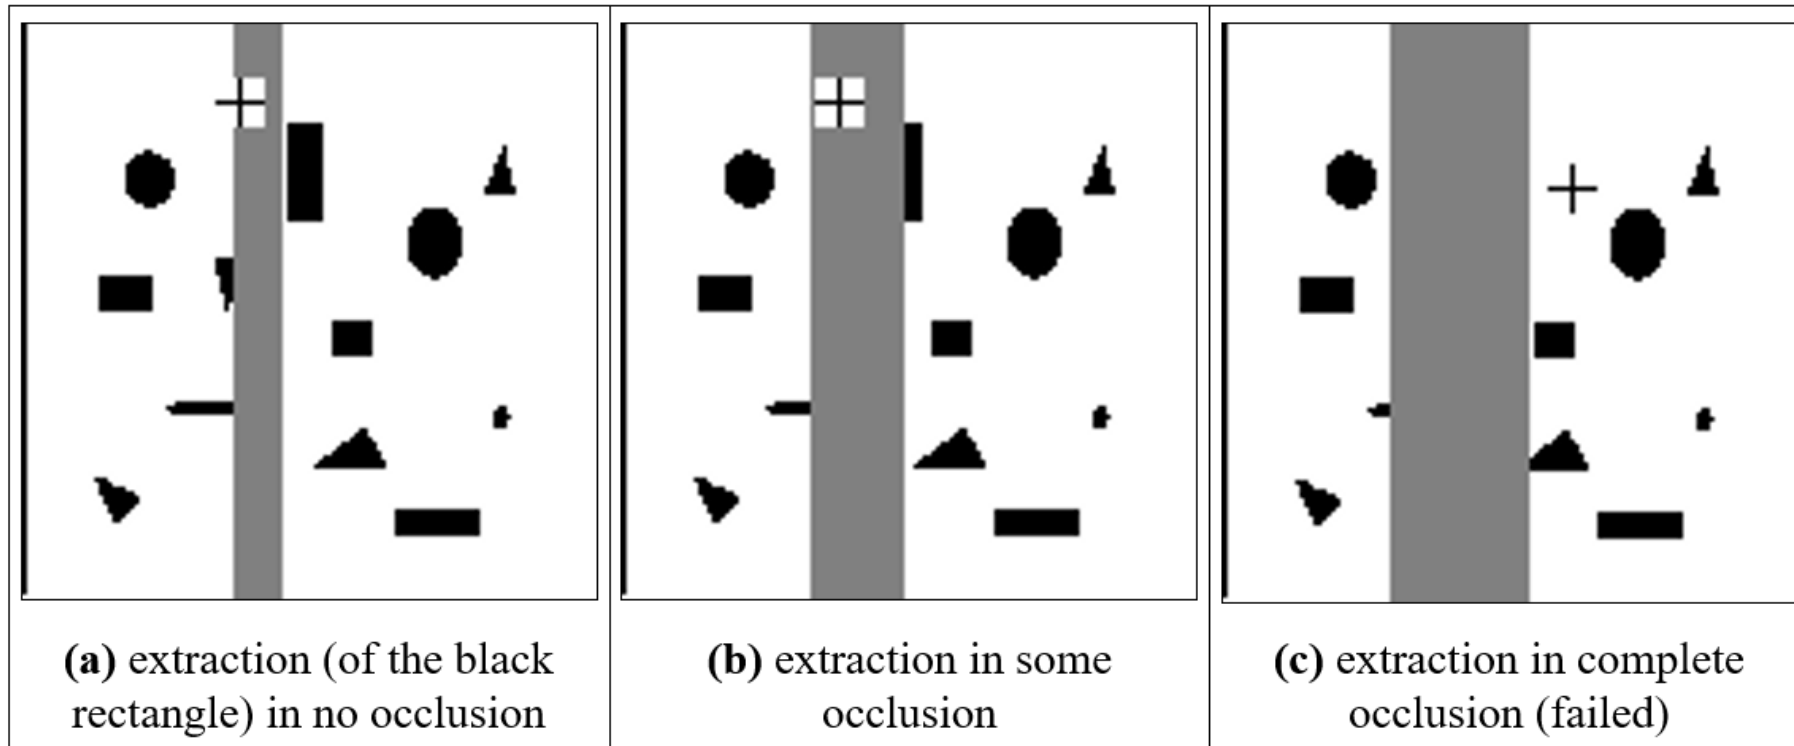 (a) extraction (of the black
rectangle) in no occlusion
(b) extraction in some
occlusion
(c) extraction in complete
occlusion (failed)